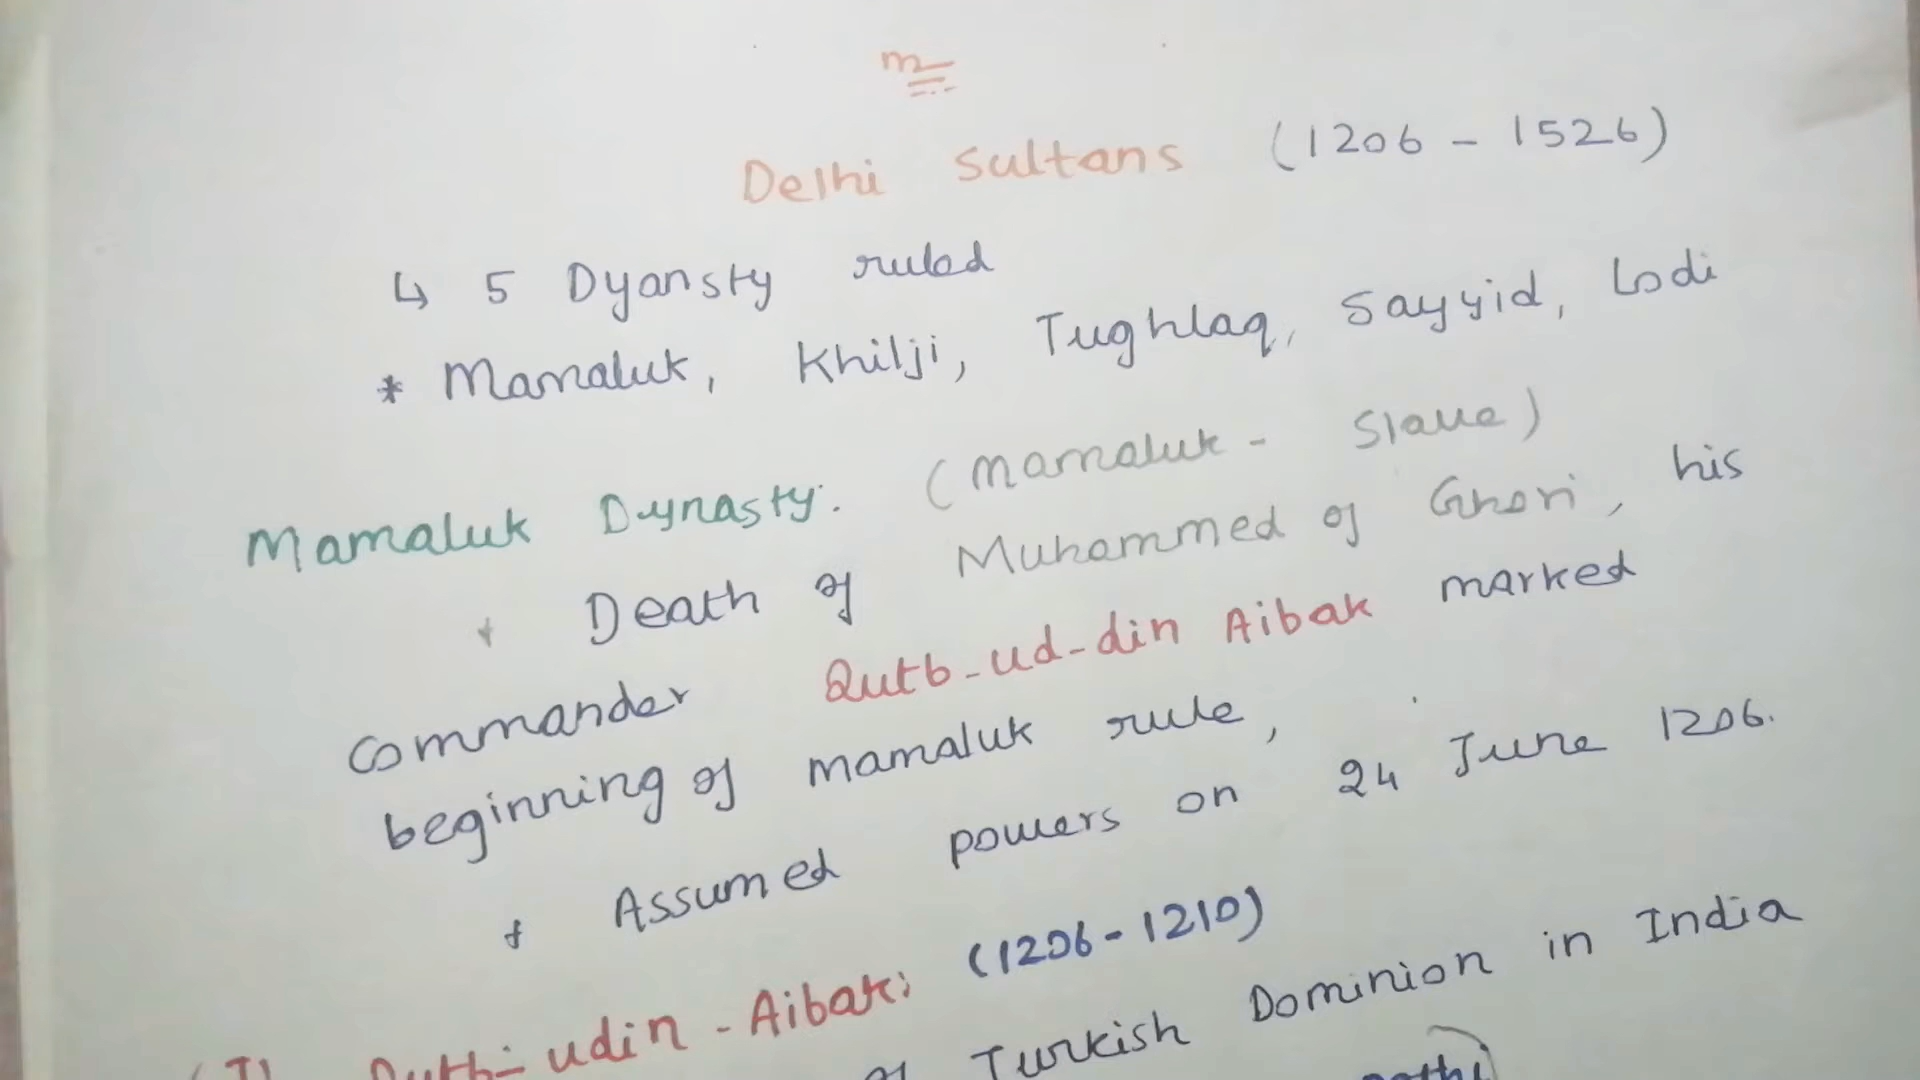 Delhi Sultans (1206 - 1526)
↳ 5 Dyansty ruled
* Mamaluk, Khilji, Tughlaq, Sayyid, Lodi
Mamaluk Dynasty: (Mamaluk - Slave)
+ Death of Muhammed of Ghori, his
commander Qutb-ud-din Aibak marked
beginning of mamaluk rule,
+ Assumed powers on 24 June 1206.
Qutb-udin-Aibak: (1206-1210)
of Turkish Dominion in India